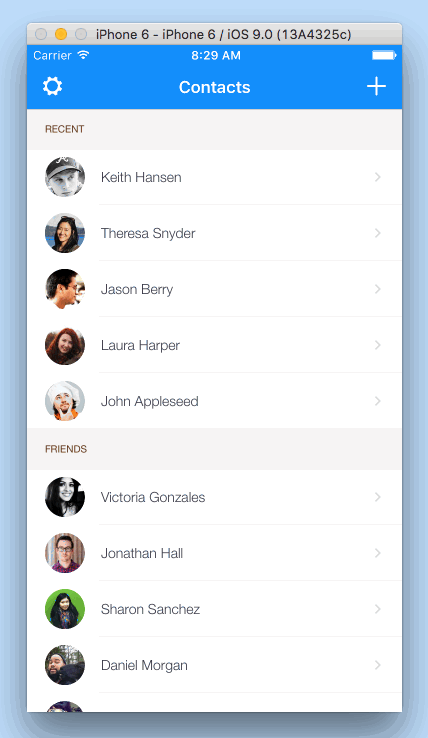 iPhone 6 - iPhone 6 / iOS 9.0 (13A4325c)
Carrier 8:29 AM
Contacts
RECENT
Keith Hansen
Theresa Snyder
Jason Berry
Laura Harper
John Appleseed
FRIENDS
Victoria Gonzales
Jonathan Hall
Sharon Sanchez
Daniel Morgan